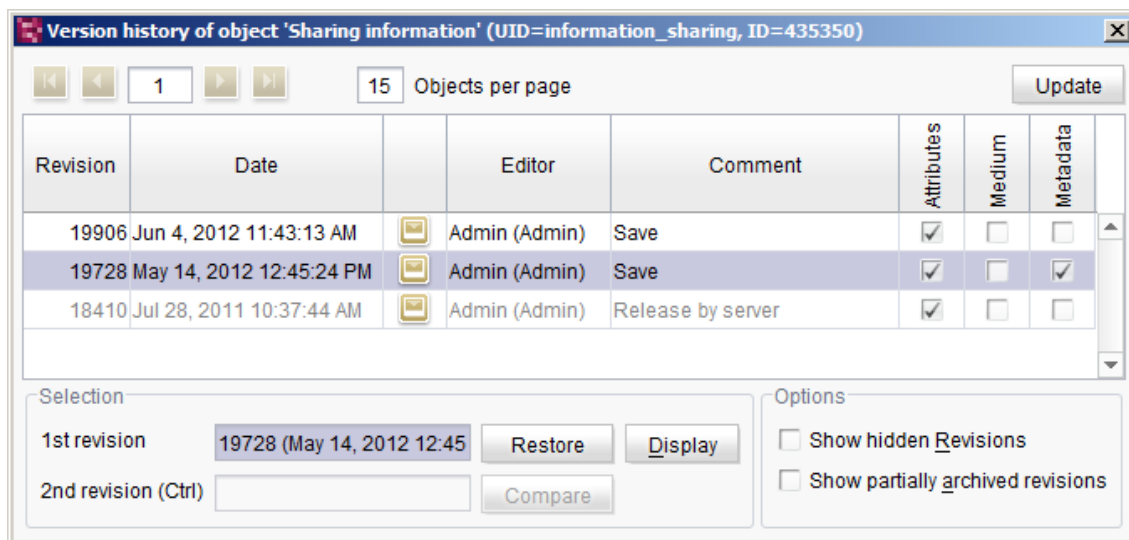 Version history of object 'Sharing information' (UID=information_sharing, ID=435350)
1 15 Objects per page Update
Revision Date Editor Comment Attributes Medium Metadata
19906 Jun 4, 2012 11:43:13 AM Admin (Admin) Save
19728 May 14, 2012 12:45:24 PM Admin (Admin) Save
18410 Jul 28, 2011 10:37:44 AM Admin (Admin) Release by server
Selection Options
1st revision 19728 (May 14, 2012 12:45 Restore Display Show hidden Revisions
2nd revision (Ctrl) Compare Show partially archived revisions